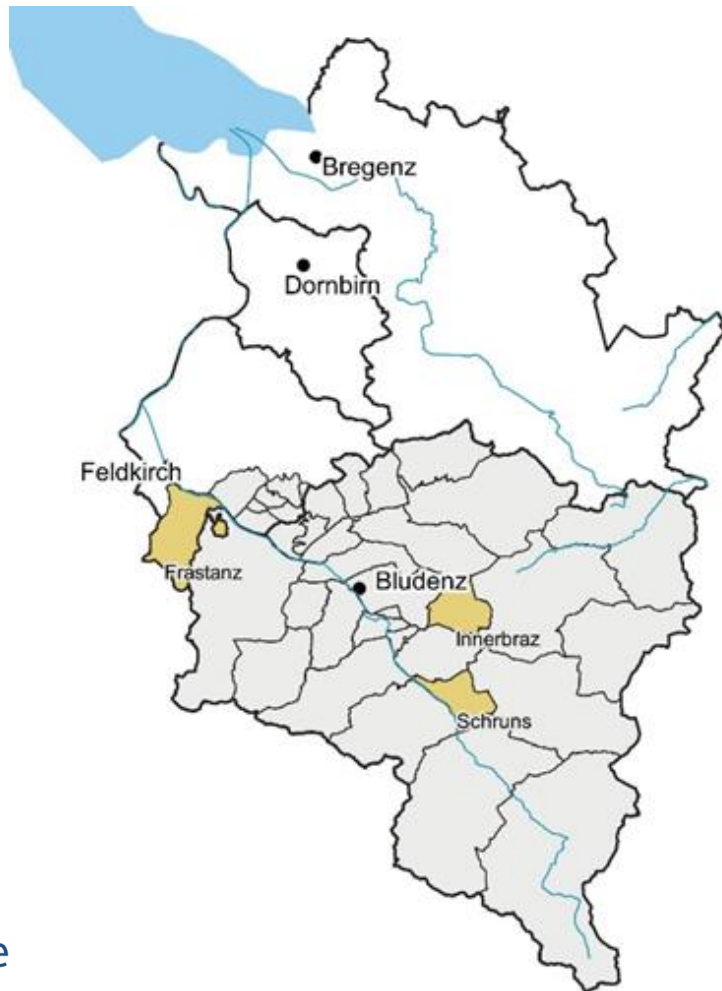 Bregenz
Dornbirn
Feldkirch
Frastanz
Bludenz
Innerbraz
Schruns
e